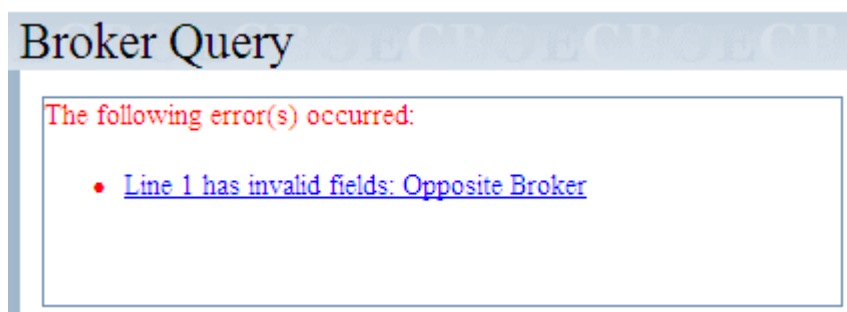 Broker Query
The following error(s) occurred:
Line 1 has invalid fields: Opposite Broker